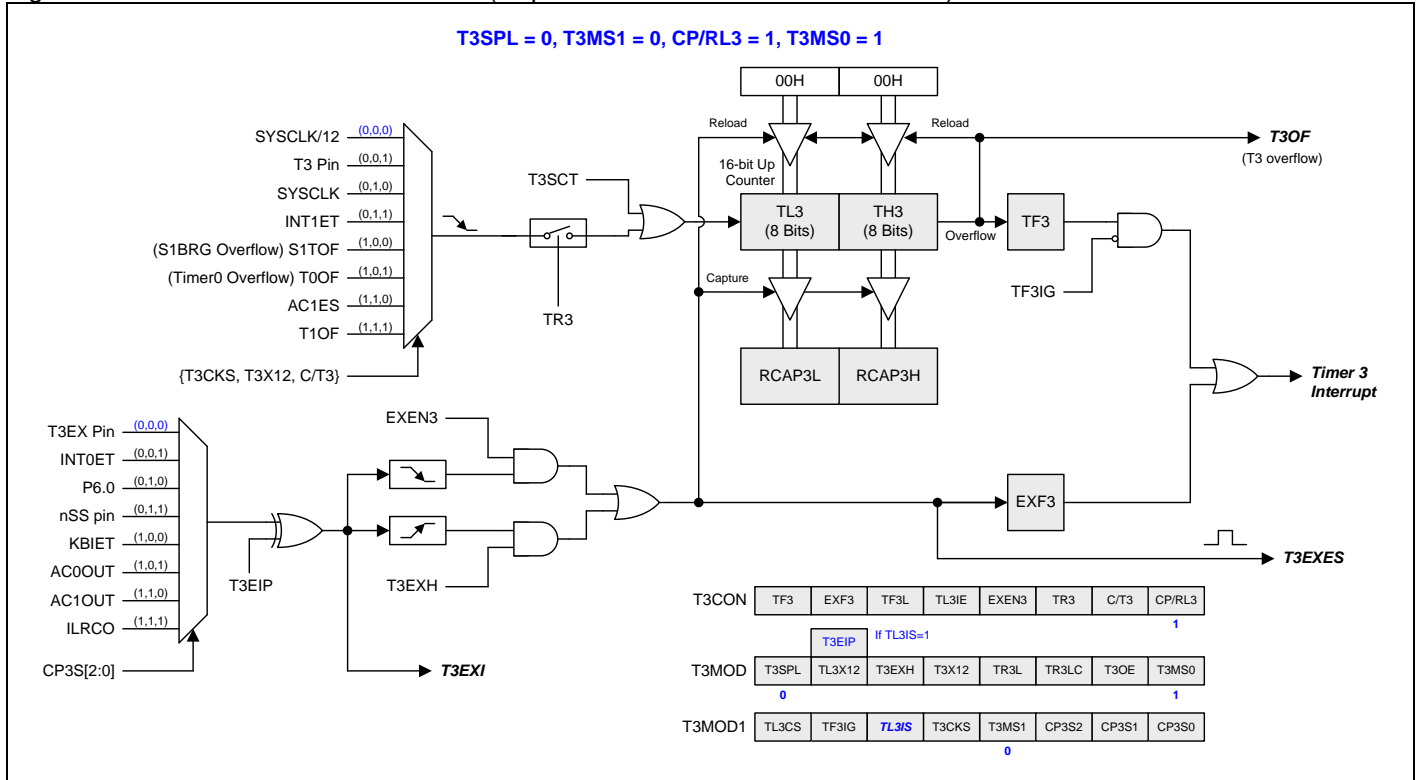 T3SPL = 0, T3MS1 = 0, CP/RL3 = 1, T3MS0 = 1
00H
00H
Reload
Reload
T3OF
(T3 overflow)
SYSCLK/12 (0,0,0)
T3 Pin (0,0,1)
SYSCLK (0,1,0)
INT1ET (0,1,1)
(S1BRG Overflow) S1TOF (1,0,0)
(Timer0 Overflow) T0OF (1,0,1)
AC1ES (1,1,0)
T1OF (1,1,1)
{T3CKS, T3X12, C/T3}
TR3
T3SCT
16-bit Up
Counter
TL3
(8 Bits)
TH3
(8 Bits)
Overflow
TF3
TF3IG
Capture
RCAP3L
RCAP3H
Timer 3
Interrupt
T3EX Pin (0,0,0)
INT0ET (0,0,1)
P6.0 (0,1,0)
nSS pin (0,1,1)
KBIET (1,0,0)
AC0OUT (1,0,1)
AC1OUT (1,1,0)
ILRCO (1,1,1)
CP3S[2:0]
T3EIP
EXEN3
T3EXH
T3EXI
EXF3
T3EXES
T3CON TF3 EXF3 TF3L TL3IE EXEN3 TR3 C/T3 CP/RL3
1
T3EIP If TL3IS=1
T3MOD T3SPL TL3X12 T3EXH T3X12 TR3L TR3LC T3OE T3MS0
0 1
T3MOD1 TL3CS TF3IG TL3IS T3CKS T3MS1 CP3S2 CP3S1 CP3S0
0